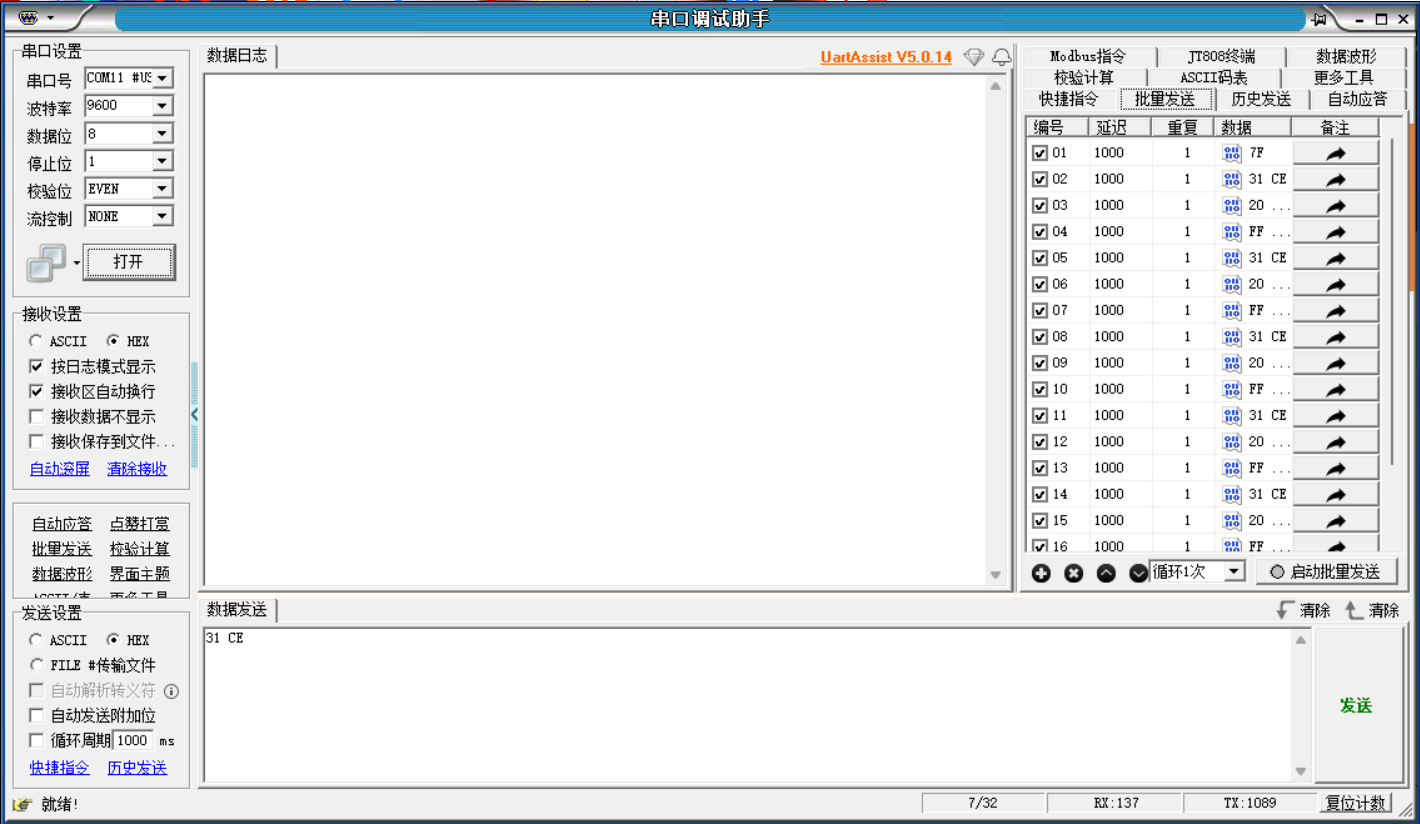 串口调试助手
串口设置
串口号 COM11 #US
波特率 9600
数据位 8
停止位 1
校验位 EVEN
流控制 NONE
打开
接收设置
ASCII HEX
按日志模式显示
接收区自动换行
接收数据不显示
接收保存到文件...
自动滚屏 清除接收
自动应答 点赞打赏
批量发送 校验计算
数据波形 界面主题
发送设置
ASCII HEX
FILE #传输文件
自动解析转义符
自动发送附加位
循环周期 1000 ms
快捷指令 历史发送
数据日志 UartAssist V5.0.14
Modbus指令 JT808终端 数据波形
校验计算 ASCII码表 更多工具
快捷指令 批量发送 历史发送 自动应答
编号 延迟 重复 数据 备注
01 1000 1 7F
02 1000 1 31 CE
03 1000 1 20 ...
04 1000 1 FF ...
05 1000 1 31 CE
06 1000 1 20 ...
07 1000 1 FF ...
08 1000 1 31 CE
09 1000 1 20 ...
10 1000 1 FF ...
11 1000 1 31 CE
12 1000 1 20 ...
13 1000 1 FF ...
14 1000 1 31 CE
15 1000 1 20 ...
16 1000 1 FF ...
循环1次 启动批量发送
数据发送 清除 清除
31 CE
发送
就绪! 7/32 RX:137 TX:1089 复位计数